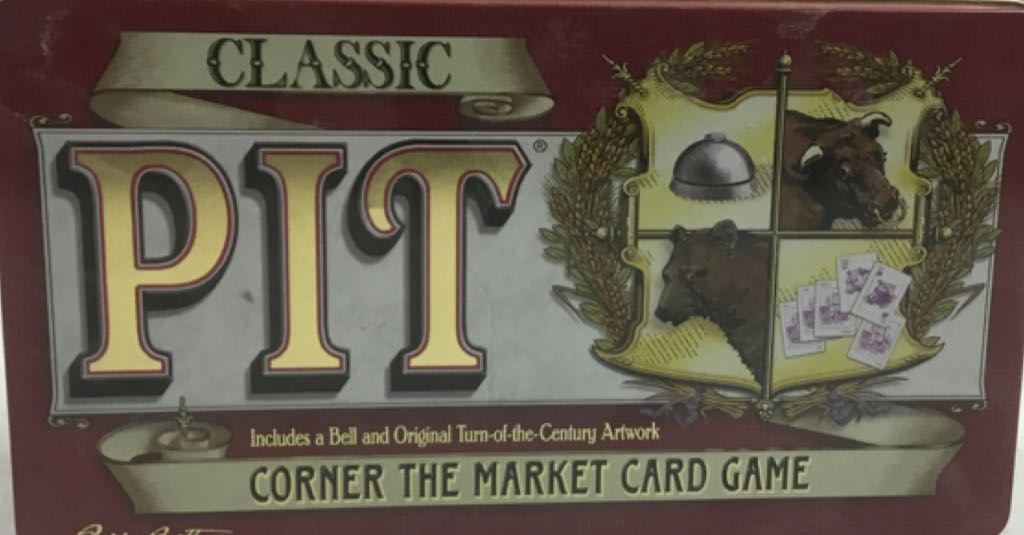 CLASSIC
PIT®
Includes a Bell and Original Turn-of-the-Century Artwork
CORNER THE MARKET CARD GAME